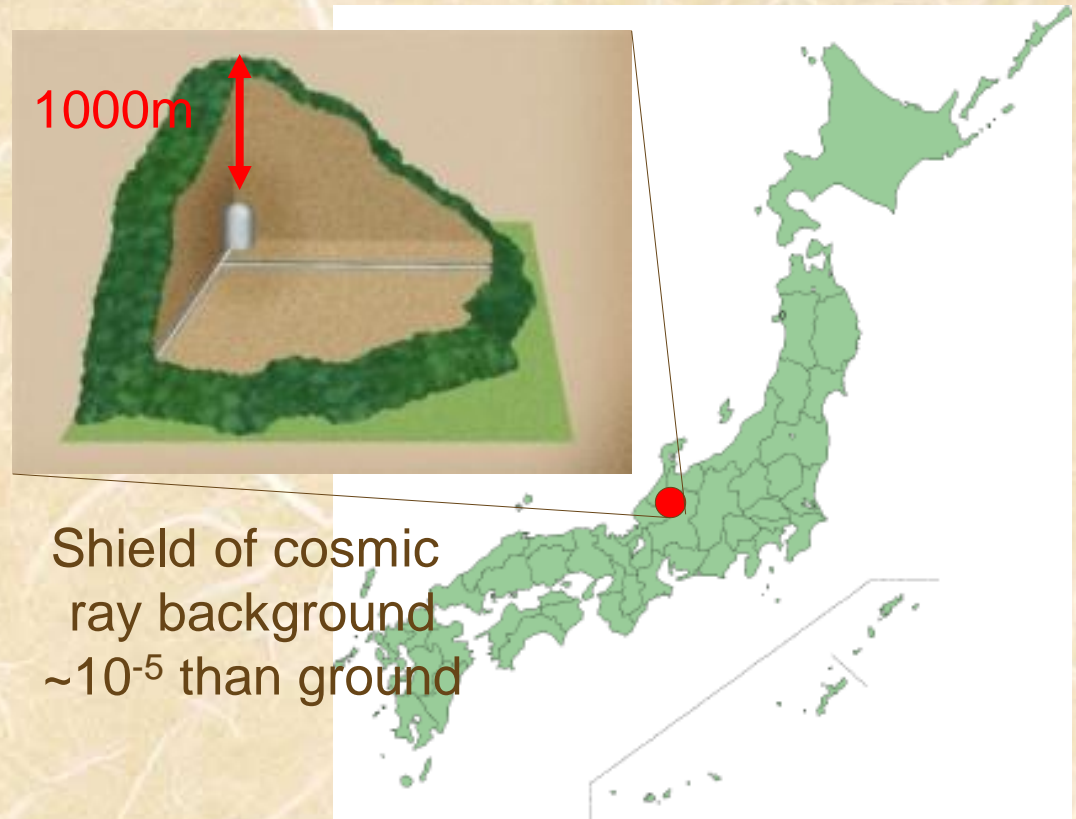 1000m
Shield of cosmic
ray background
~10⁻⁵ than ground